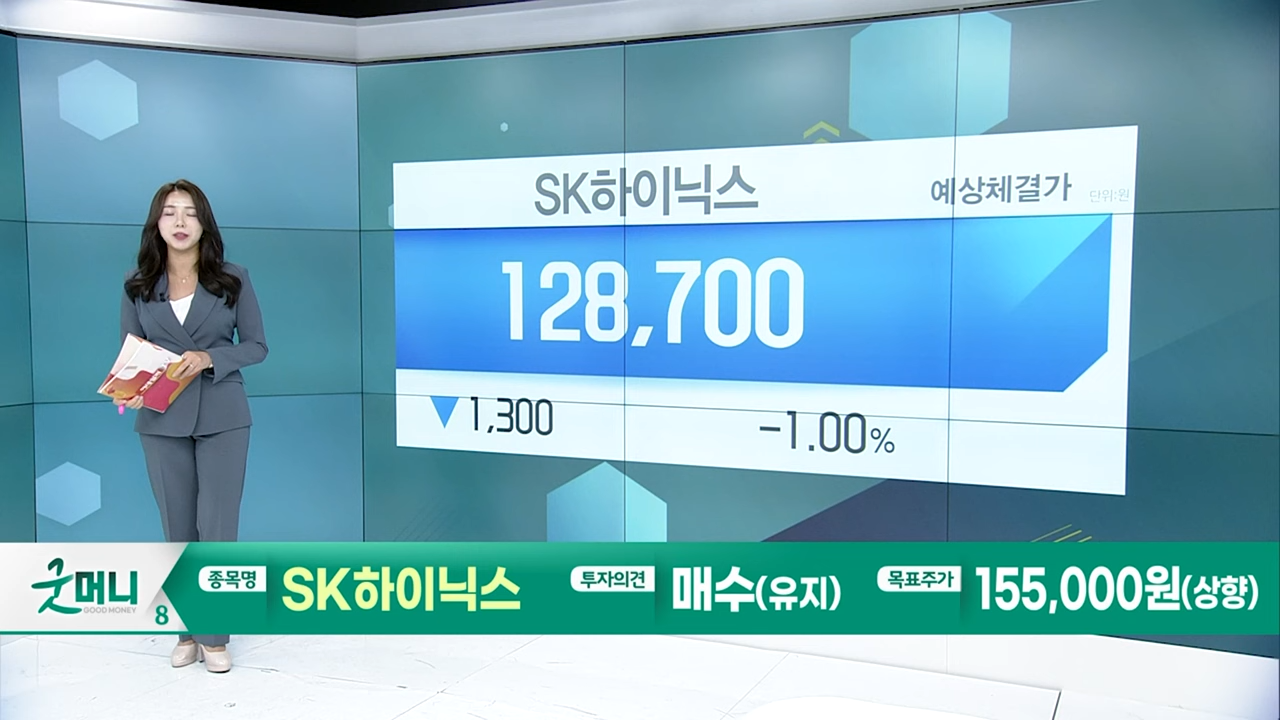 SK하이닉스
예상체결가
단위:원
128,700
▼1,300
-1.00%
굿머니
GOOD MONEY
8
종목명
SK하이닉스
투자의견
매수(유지)
목표주가
155,000원(상향)